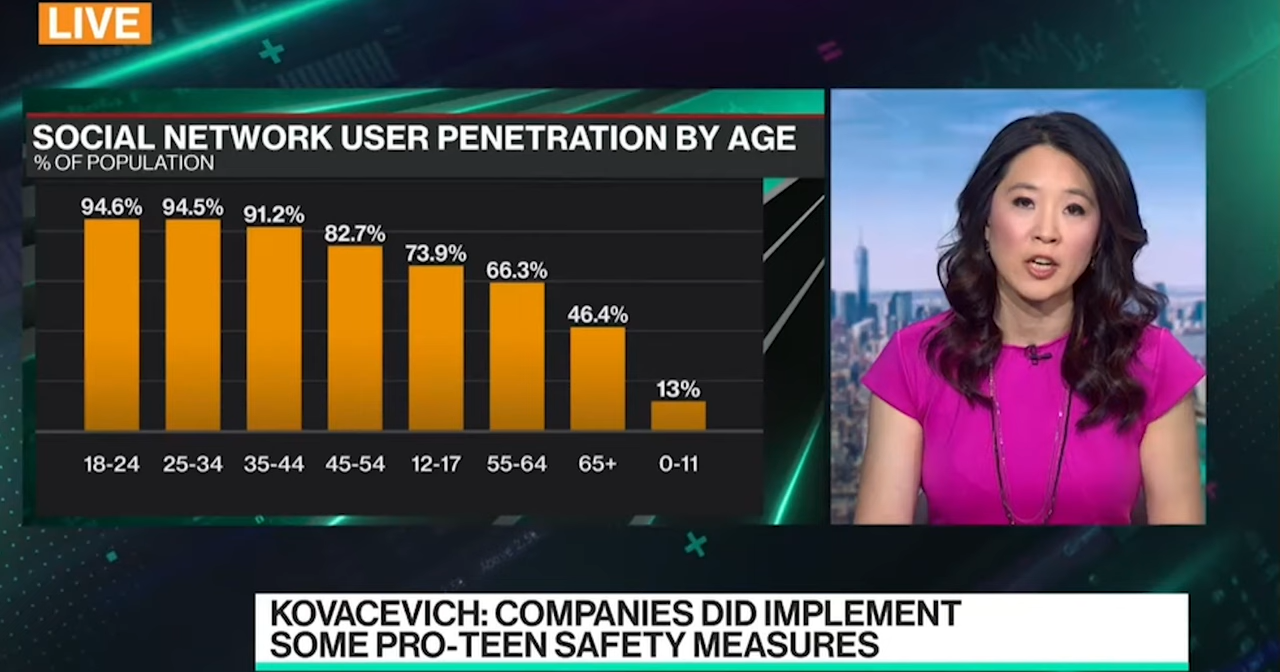 LIVE
SOCIAL NETWORK USER PENETRATION BY AGE
% OF POPULATION
94.6% 94.5% 91.2% 82.7% 73.9% 66.3% 46.4% 13%
18-24 25-34 35-44 45-54 12-17 55-64 65+ 0-11
KOVACEVICH: COMPANIES DID IMPLEMENT
SOME PRO-TEEN SAFETY MEASURES